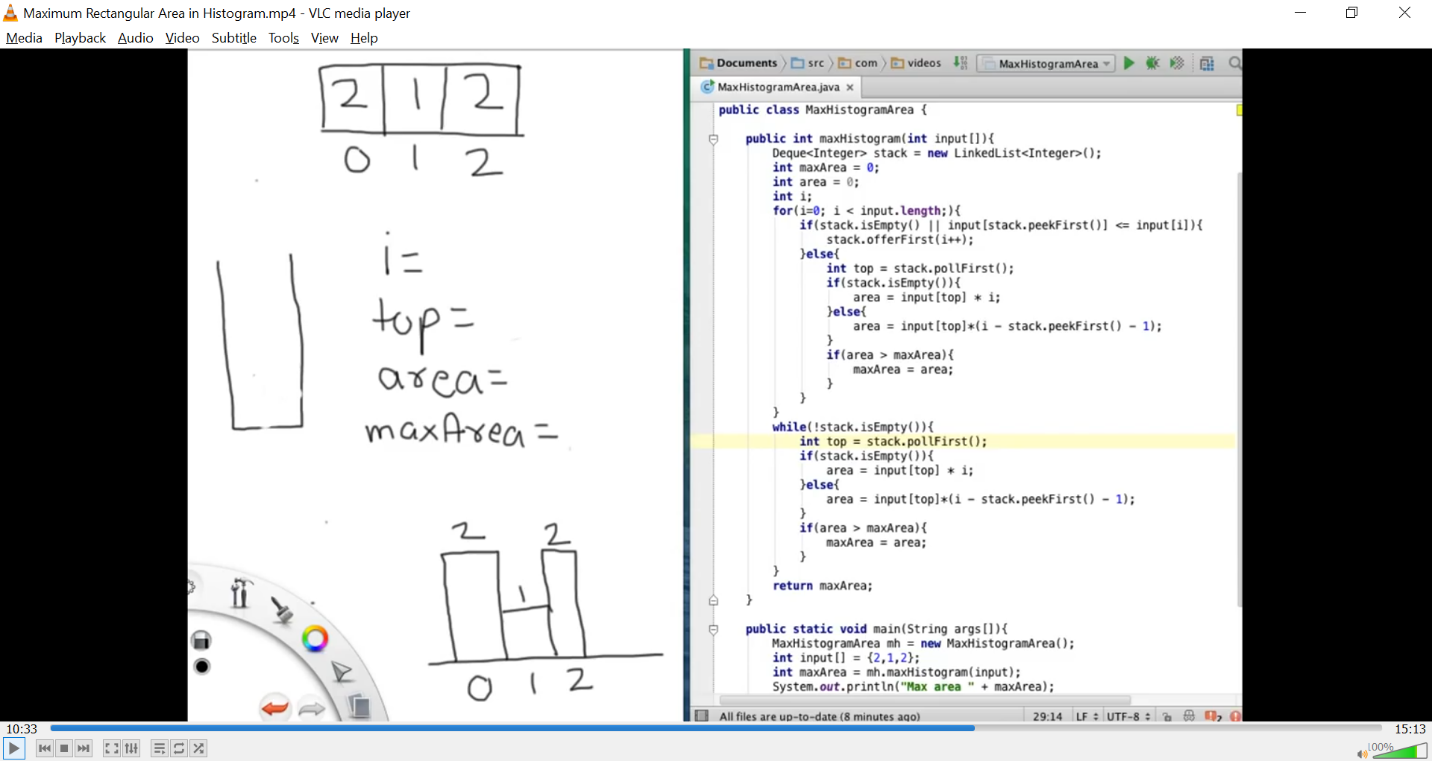 Maximum Rectangular Area in Histogram.mp4 - VLC media player
Media Playback Audio Video Subtitle Tools View Help
2 1 2
0 1 2
i=
top=
area=
maxArea=
2 2
1
0 1 2
Documents src com videos MaxHistogramArea
MaxHistogramArea.java
public class MaxHistogramArea {
public int maxHistogram(int input[]){
Deque<Integer> stack = new LinkedList<Integer>();
int maxArea = 0;
int area = 0;
int i;
for(i=0; i < input.length;){
if(stack.isEmpty() || input[stack.peekFirst()] <= input[i]){
stack.offerFirst(i++);
}else{
int top = stack.pollFirst();
if(stack.isEmpty()){
area = input[top] * i;
}else{
area = input[top]*(i - stack.peekFirst() - 1);
}
if(area > maxArea){
maxArea = area;
}
}
}
while(!stack.isEmpty()){
int top = stack.pollFirst();
if(stack.isEmpty()){
area = input[top] * i;
}else{
area = input[top]*(i - stack.peekFirst() - 1);
}
if(area > maxArea){
maxArea = area;
}
}
return maxArea;
}
public static void main(String args[]){
MaxHistogramArea mh = new MaxHistogramArea();
int input[] = {2,1,2};
int maxArea = mh.maxHistogram(input);
System.out.println("Max area " + maxArea);
All files are up-to-date (8 minutes ago) 29:14 LF UTF-8
10:33 15:13
100%